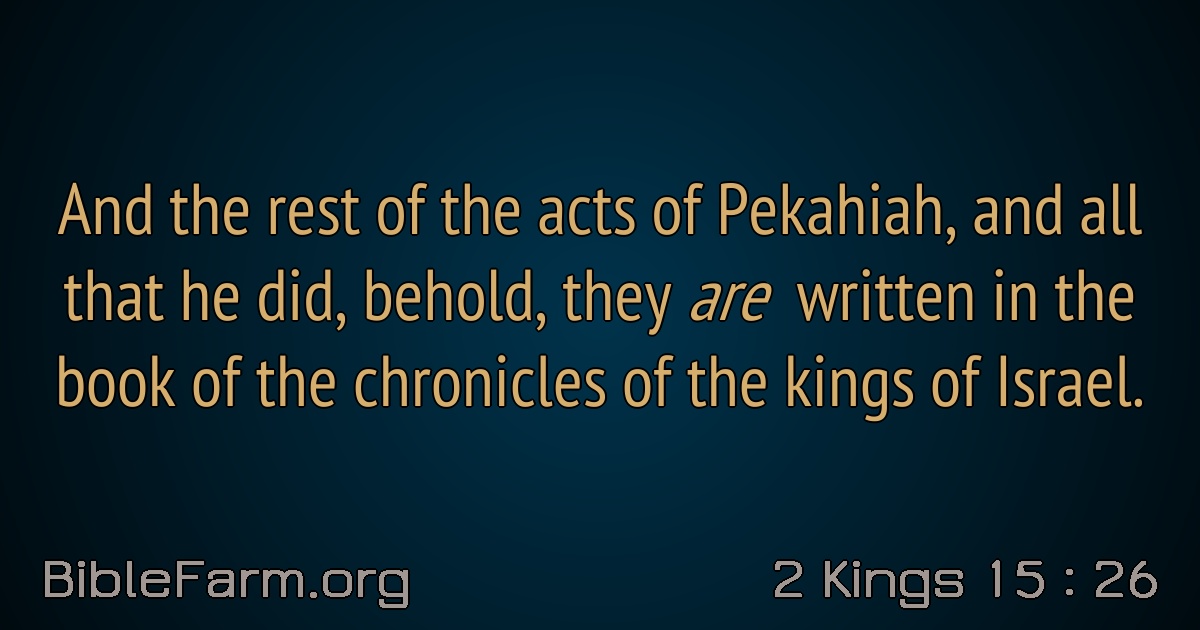 And the rest of the acts of Pekahiah, and all
that he did, behold, they are written in the
book of the chronicles of the kings of Israel.
BibleFarm.org
2 Kings 15 : 26